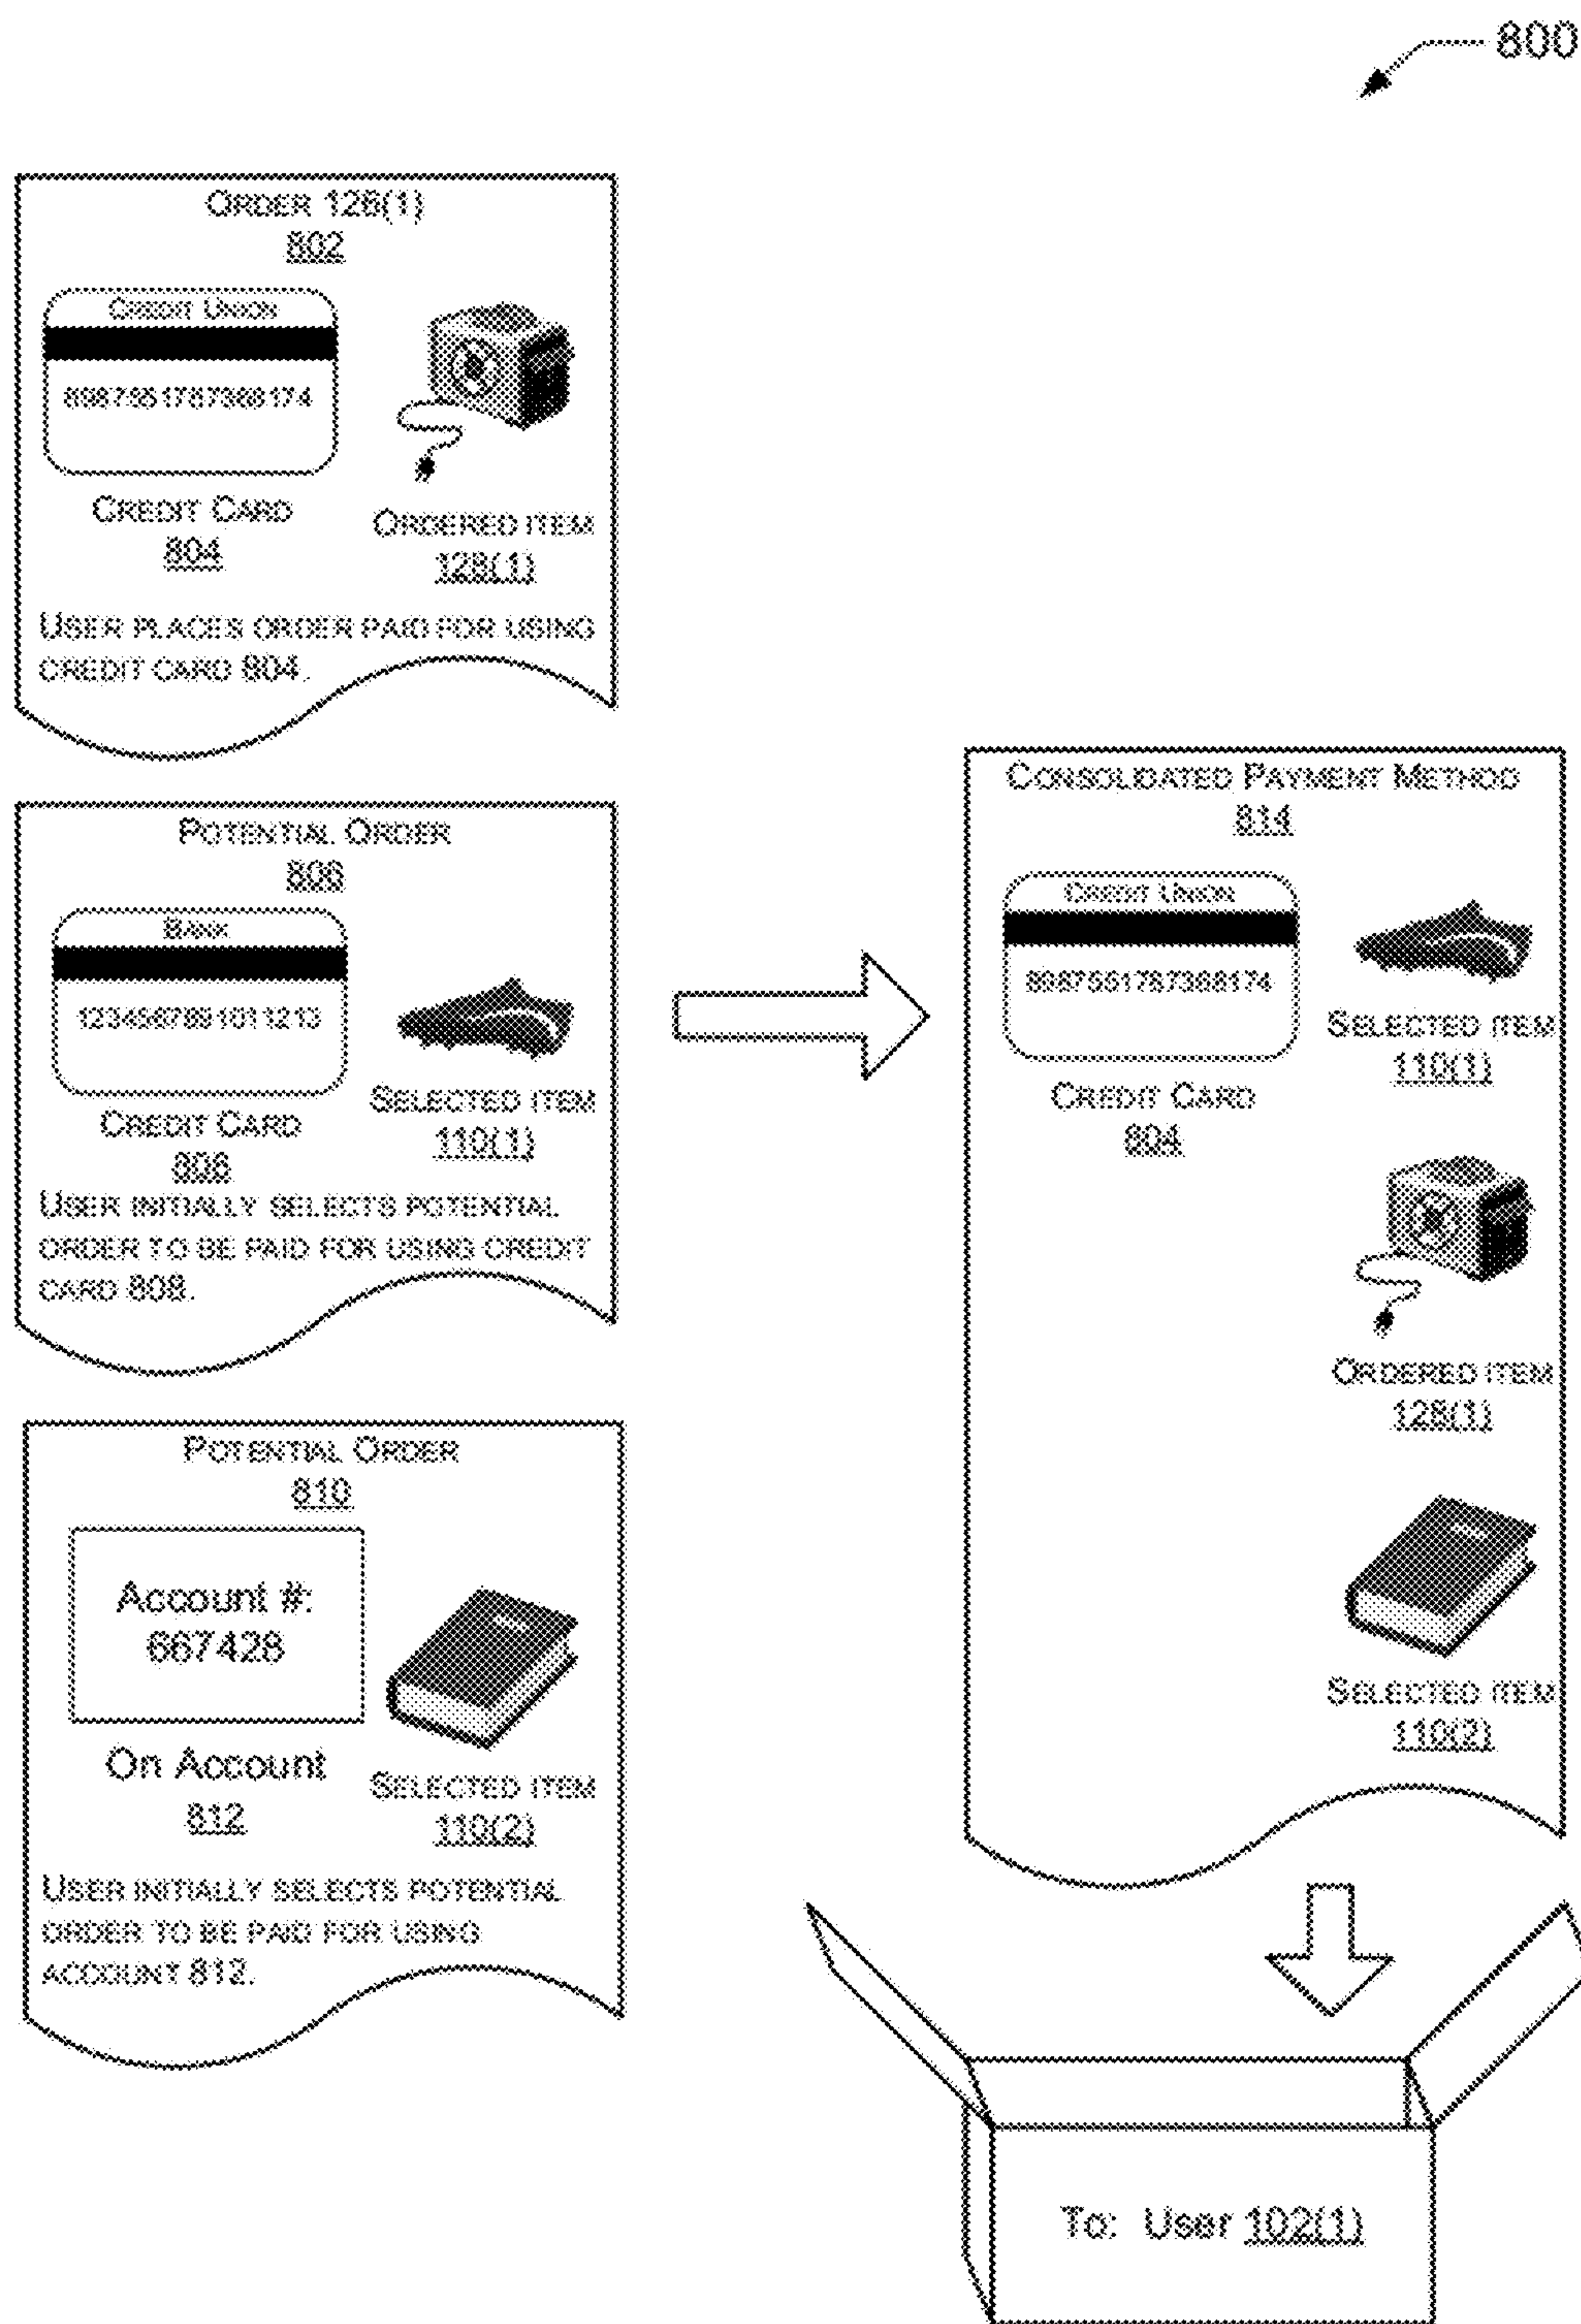 800
ORDER 126(1)
802
CREDIT UNION
CREDIT CARD
804
ORDERED ITEM
128(1)
USER PLACES ORDER PAID FOR USING
CREDIT CARD 804.
POTENTIAL ORDER
806
BANK
1234567891011213
CREDIT CARD
808
SELECTED ITEM
110(1)
USER INITIALLY SELECTS POTENTIAL
ORDER TO BE PAID FOR USING CREDIT
CARD 808.
POTENTIAL ORDER
810
Account #:
667428
On Account
812
SELECTED ITEM
110(2)
USER INITIALLY SELECTS POTENTIAL
ORDER TO BE PAID FOR USING
ACCOUNT 812.
CONSOLIDATED PAYMENT METHOD
814
CREDIT UNION
CREDIT CARD
804
SELECTED ITEM
110(1)
ORDERED ITEM
128(1)
SELECTED ITEM
110(2)
To: User 102(1)